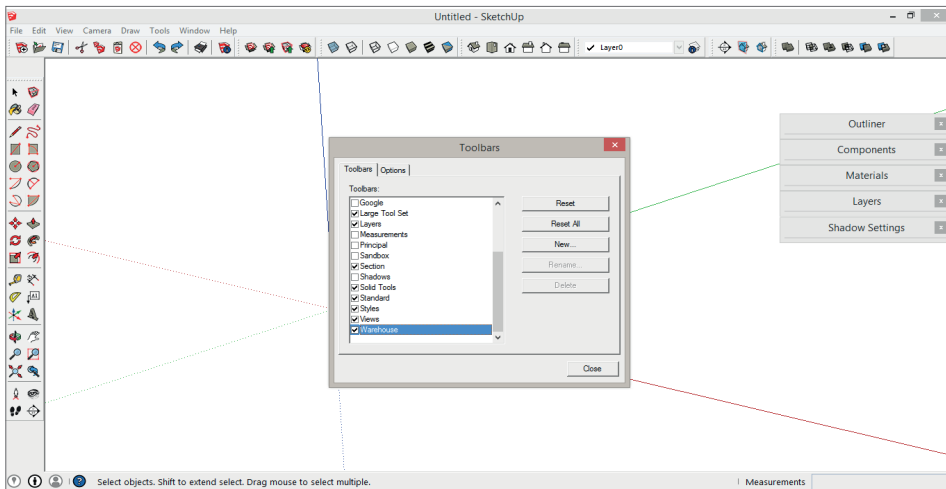 Untitled - SketchUp
File Edit View Camera Draw Tools Window Help
Layer0
Outliner
Components
Materials
Layers
Shadow Settings
Toolbars
Toolbars Options
Toolbars:
Google
Large Tool Set
Layers
Measurements
Principal
Sandbox
Section
Shadows
Solid Tools
Standard
Styles
Views
Warehouse
Reset
Reset All
New...
Rename...
Delete
Close
A1
Select objects. Shift to extend select. Drag mouse to select multiple.
Measurements